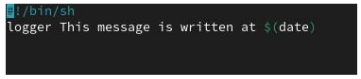 #!/bin/sh
logger This message is written at $(date)